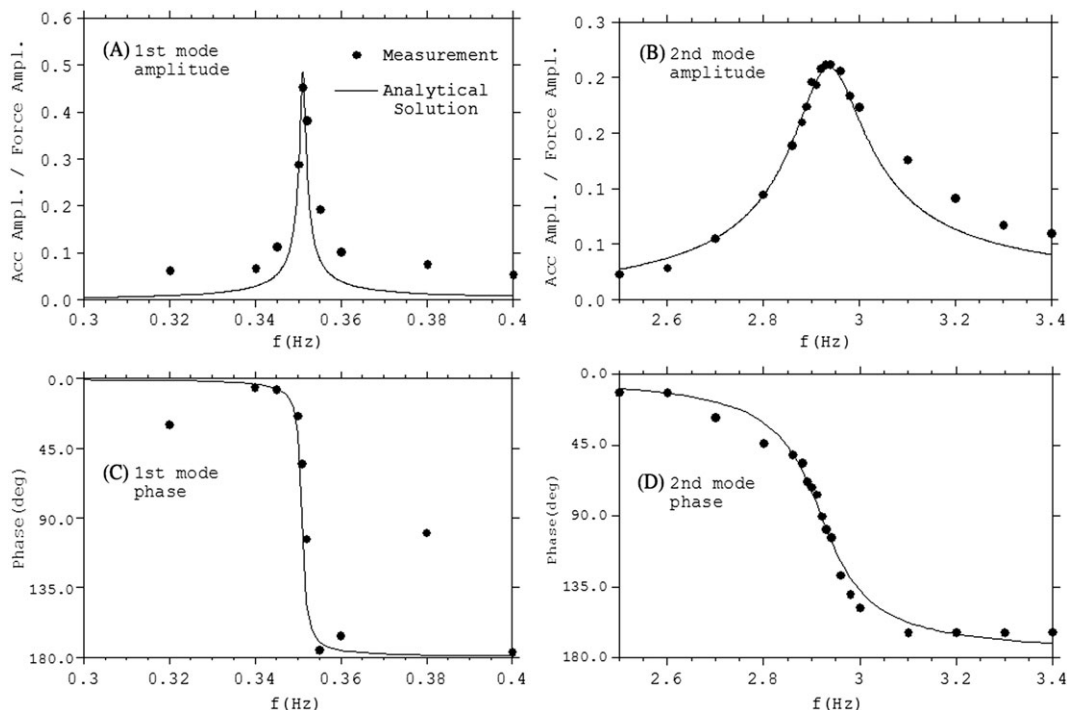 (A) 1st mode
amplitude
Measurement
Analytical
Solution
Acc Ampl. / Force Ampl.
0.6
0.5
0.4
0.3
0.2
0.1
0.0
0.3 0.32 0.34 0.36 0.38 0.4
f(Hz)
(B) 2nd mode
amplitude
Acc Ampl. / Force Ampl.
0.3
0.2
0.2
0.1
0.1
0.0
2.6 2.8 3 3.2 3.4
f(Hz)
(C) 1st mode
phase
Phase(deg)
0.0
45.0
90.0
135.0
180.0
0.3 0.32 0.34 0.36 0.38 0.4
f(Hz)
(D) 2nd mode
phase
Phase(deg)
0.0
45.0
90.0
135.0
180.0
2.6 2.8 3 3.2 3.4
f(Hz)